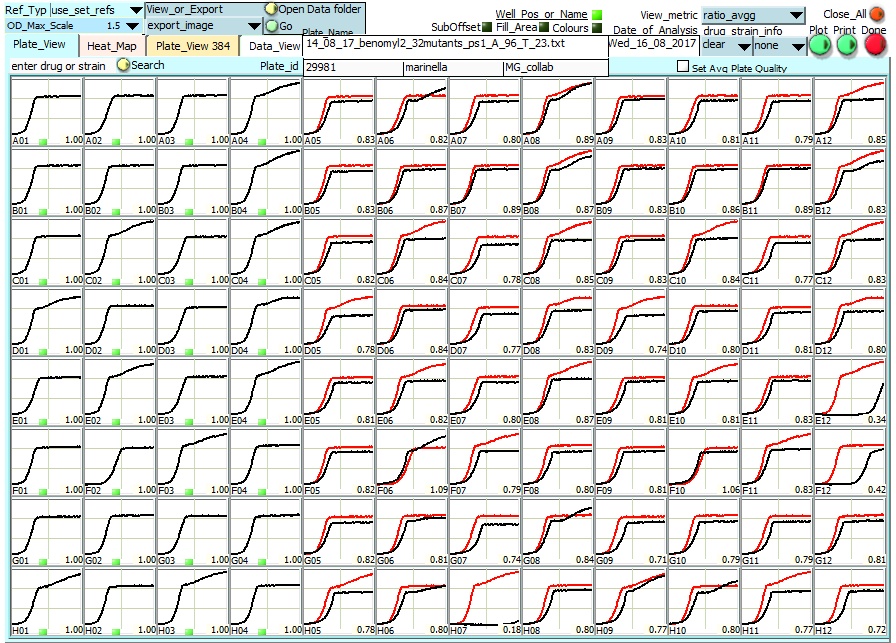 Ref_Typ use_set_refs View_or_Export Open Data folder Well_Pos_or_Name View_metric ratio_avgg Close_All
OD_Max_Scale 1.5 export_image Go Plate_Name SubOffset Fill_Area Colours Date_of_Analysis drug_strain_info Plot Print Done
Plate_View Heat_Map Plate_View 384 Data_View 14_08_17_benomyl2_32mutants_ps1_A_96_T_23.txt Wed_16_08_2017 clear none
enter drug or strain Search Plate_id 29981 marinella MG_collab Set Avg Plate Quality
A01 1.00 A02 1.00 A03 1.00 A04 1.00 A05 0.83 A06 0.82 A07 0.80 A08 0.89 A09 0.83 A10 0.81 A11 0.79 A12 0.85
B01 1.00 B02 1.00 B03 1.00 B04 1.00 B05 0.83 B06 0.87 B07 0.89 B08 0.87 B09 0.83 B10 0.86 B11 0.89 B12 0.83
C01 1.00 C02 1.00 C03 1.00 C04 1.00 C05 0.82 C06 0.84 C07 0.78 C08 0.85 C09 0.83 C10 0.84 C11 0.77 C12 0.83
D01 1.00 D02 1.00 D03 1.00 D04 1.00 D05 0.78 D06 0.84 D07 0.77 D08 0.83 D09 0.74 D10 0.80 D11 0.81 D12 0.80
E01 1.00 E02 1.00 E03 1.00 E04 1.00 E05 0.81 E06 0.82 E07 0.80 E08 0.83 E09 0.81 E10 0.81 E11 0.83 E12 0.34
F01 1.00 F02 1.00 F03 1.00 F04 1.00 F05 0.82 F06 1.09 F07 0.79 F08 0.80 F09 0.81 F10 1.06 F11 0.83 F12 0.42
G01 1.00 G02 1.00 G03 1.00 G04 1.00 G05 0.82 G06 0.81 G07 0.74 G08 0.84 G09 0.71 G10 0.79 G11 0.79 G12 0.81
H01 1.00 H02 1.00 H03 1.00 H04 1.00 H05 0.78 H06 0.80 H07 0.18 H08 0.80 H09 0.77 H10 0.80 H11 0.77 H12 0.72